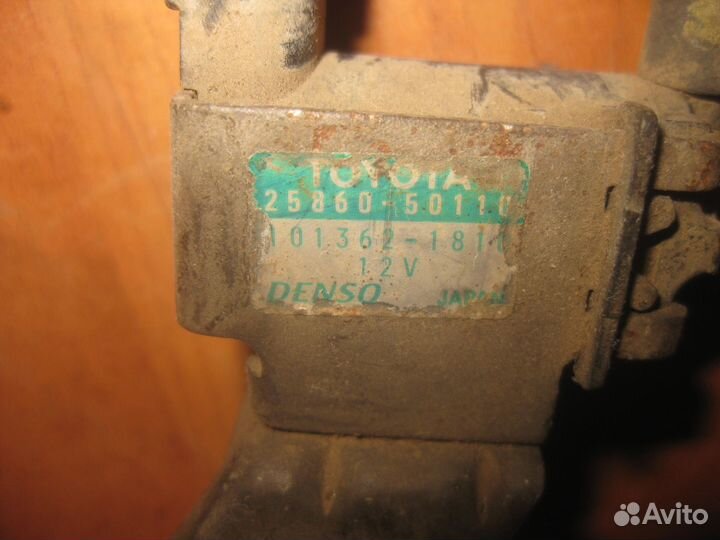 TOYOTA
25860-50110
101362-1811
12V
DENSO JAPAN
Avito